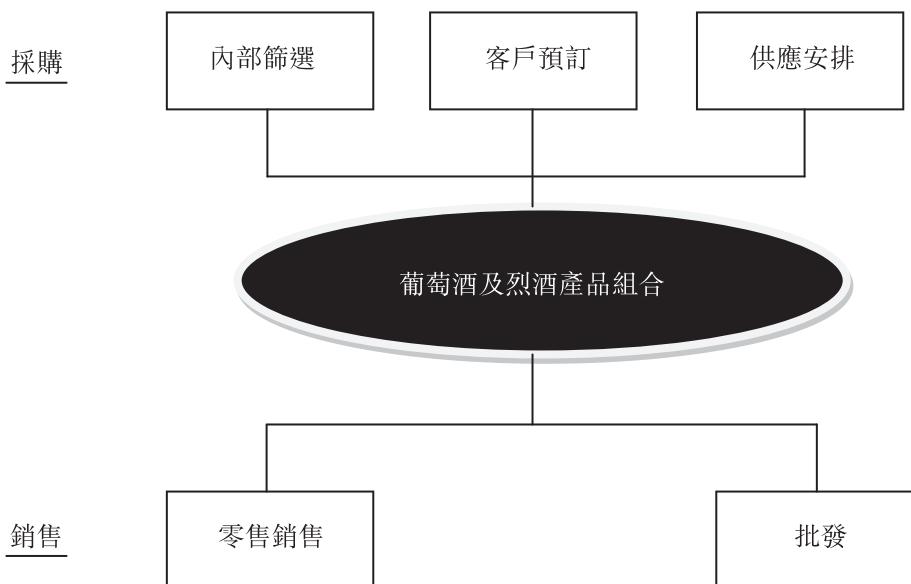 採購
內部篩選
客戶預訂
供應安排
葡萄酒及烈酒產品組合
銷售
零售銷售
批發